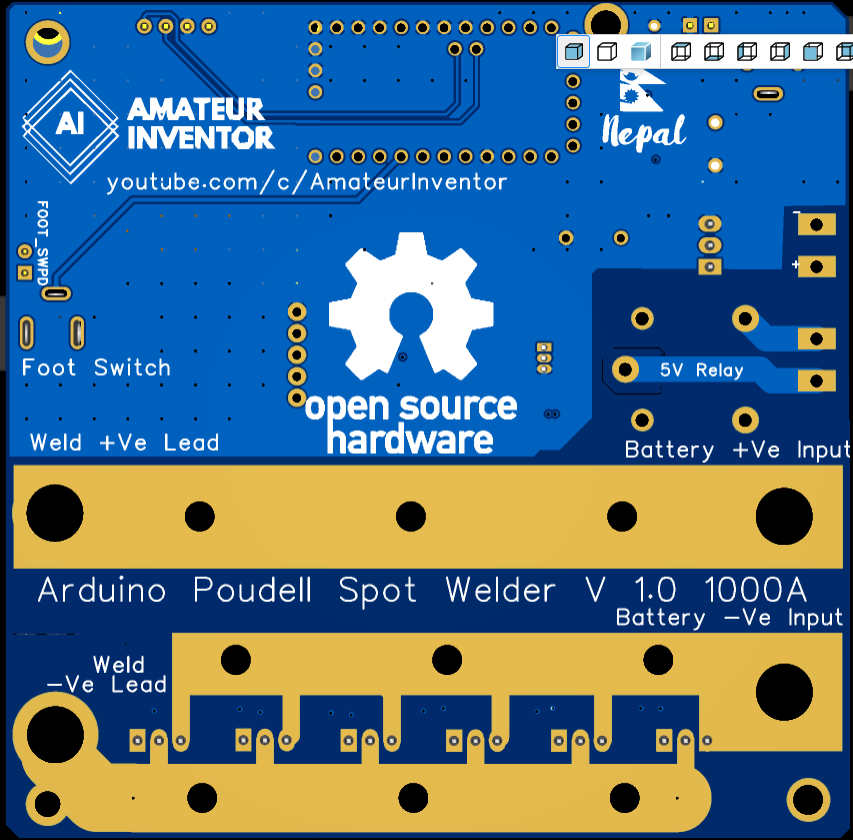 AI
AMATEUR
INVENTOR
youtube.com/c/AmateurInventor
Nepal
FOOT_SWPD
-
+
Foot Switch
5V Relay
open source
hardware
Weld +Ve Lead
Battery +Ve Input
Arduino Poudell Spot Welder V 1.0 1000A
Battery -Ve Input
Weld
-Ve Lead